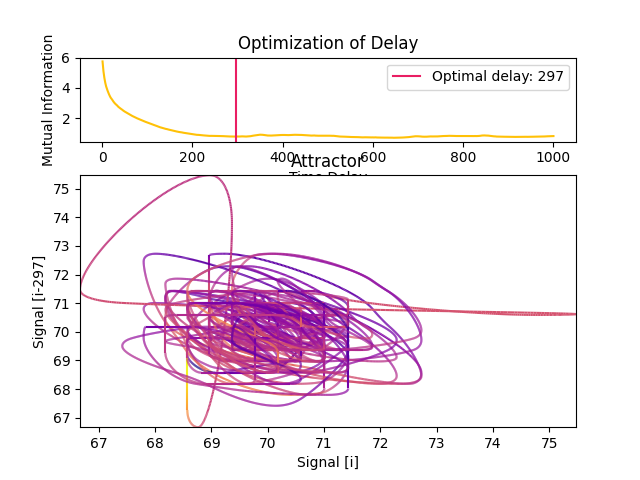 Optimization of Delay
Mutual Information
6
4
2
Optimal delay: 297
0 200 400 600 800 1000
Time Delay
Attractor
Signal [i-297]
75
74
73
72
71
70
69
68
67
67 68 69 70 71 72 73 74 75
Signal [i]